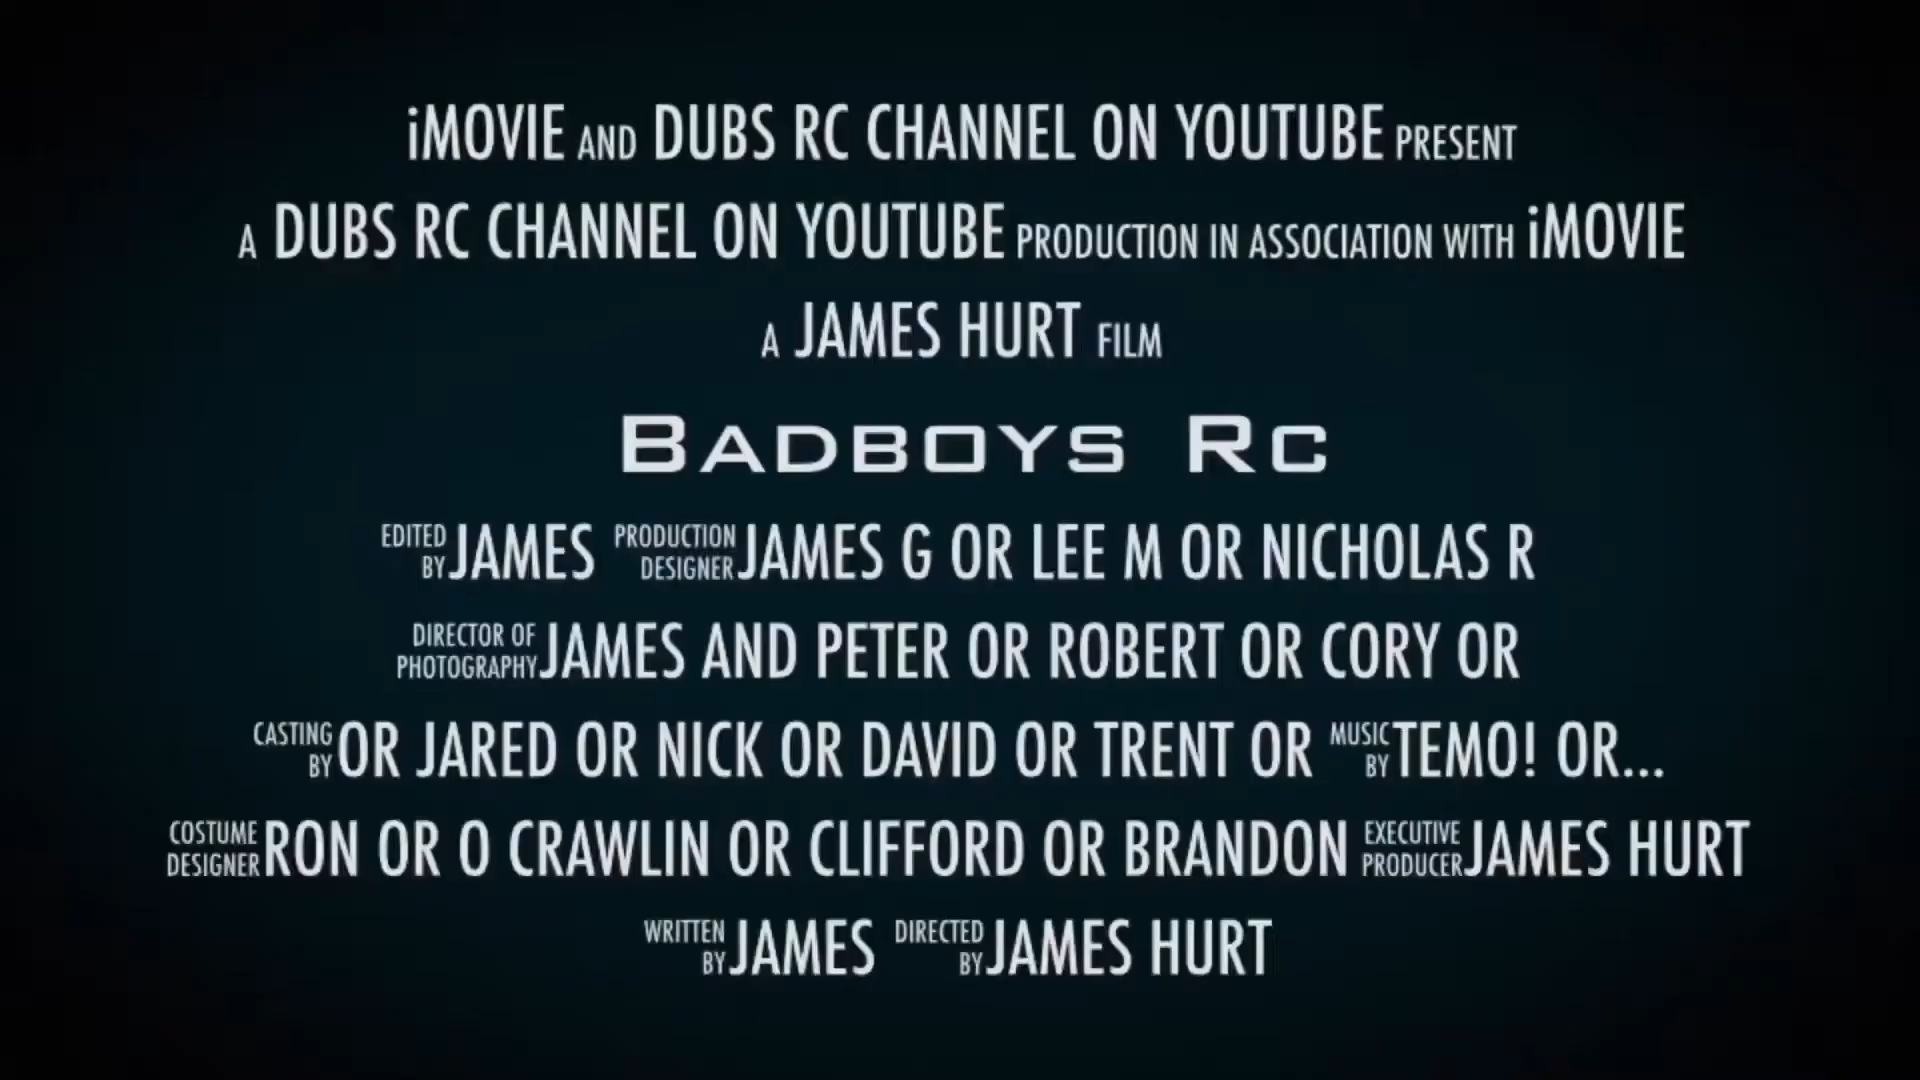 iMOVIE AND DUBS RC CHANNEL ON YOUTUBE PRESENT
A DUBS RC CHANNEL ON YOUTUBE PRODUCTION IN ASSOCIATION WITH iMOVIE
A JAMES HURT FILM
BADBOYS RC
EDITED BY JAMES PRODUCTION DESIGNER JAMES G OR LEE M OR NICHOLAS R
DIRECTOR OF PHOTOGRAPHY JAMES AND PETER OR ROBERT OR CORY OR
CASTING BY OR JARED OR NICK OR DAVID OR TRENT OR MUSIC BY TEMO! OR...
COSTUME DESIGNER RON OR O CRAWLIN OR CLIFFORD OR BRANDON EXECUTIVE PRODUCER JAMES HURT
WRITTEN BY JAMES DIRECTED BY JAMES HURT